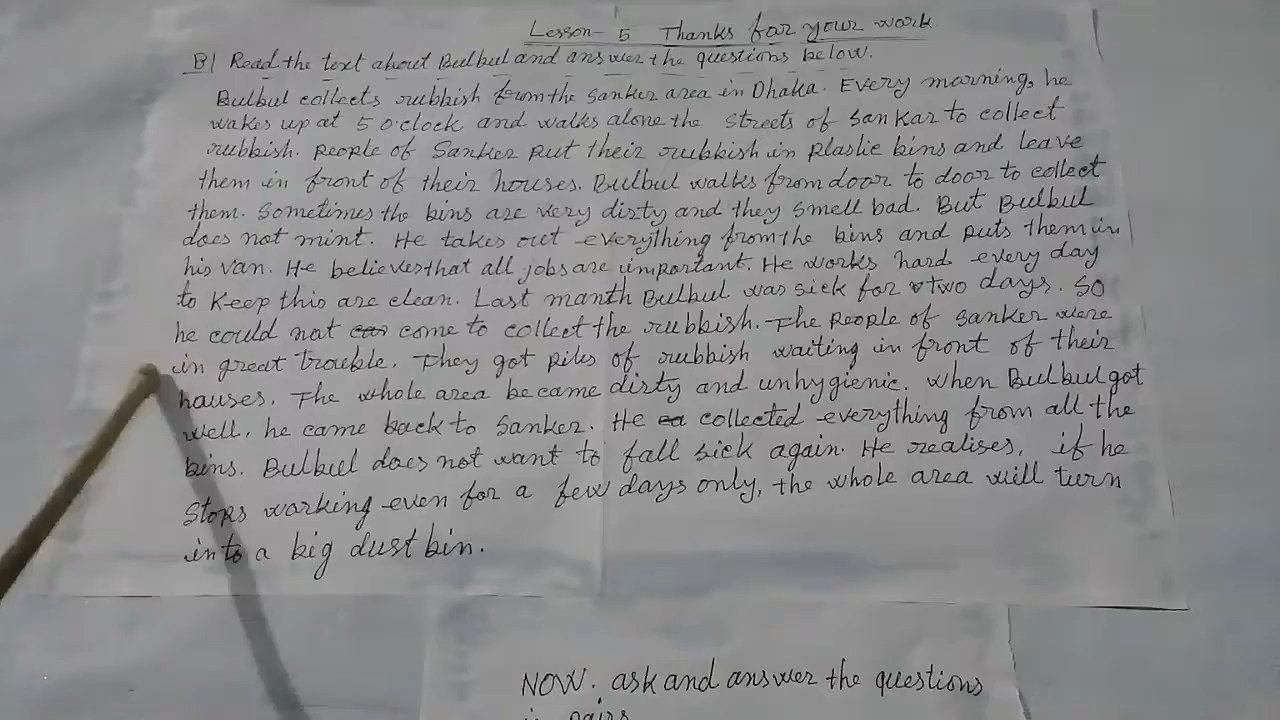 Lesson- 5 Thanks for your work
B) Read the text about Bulbul and answer the questions below.
Bulbul collects rubbish from the Sanker area in Dhaka. Every morning, he
wakes up at 5 o'clock and walks alone the streets of Sankar to collect
rubbish. People of Sanker put their rubbish in plastic bins and leave
them in front of their houses. Bulbul walks from door to door to collect
them. Sometimes the bins are very dirty and they smell bad. But Bulbul
does not mint. He takes out everything from the bins and puts them in
his van. He believes that all jobs are important. He works hard every day
to keep this are clean. Last manth Bulbul was sick for two days. So
he could not come to collect the rubbish. The people of Sanker were
in great trouble. They got piles of rubbish waiting in front of their
hauses. The whole area became dirty and unhygienic. When Bulbul got
well, he came back to Sanker. He collected everything from all the
bins. Bulbul does not want to fall sick again. He realises, if he
stops working even for a few days only, the whole area will turn
into a big dust bin.
NOW. ask and answer the questions
in pairs